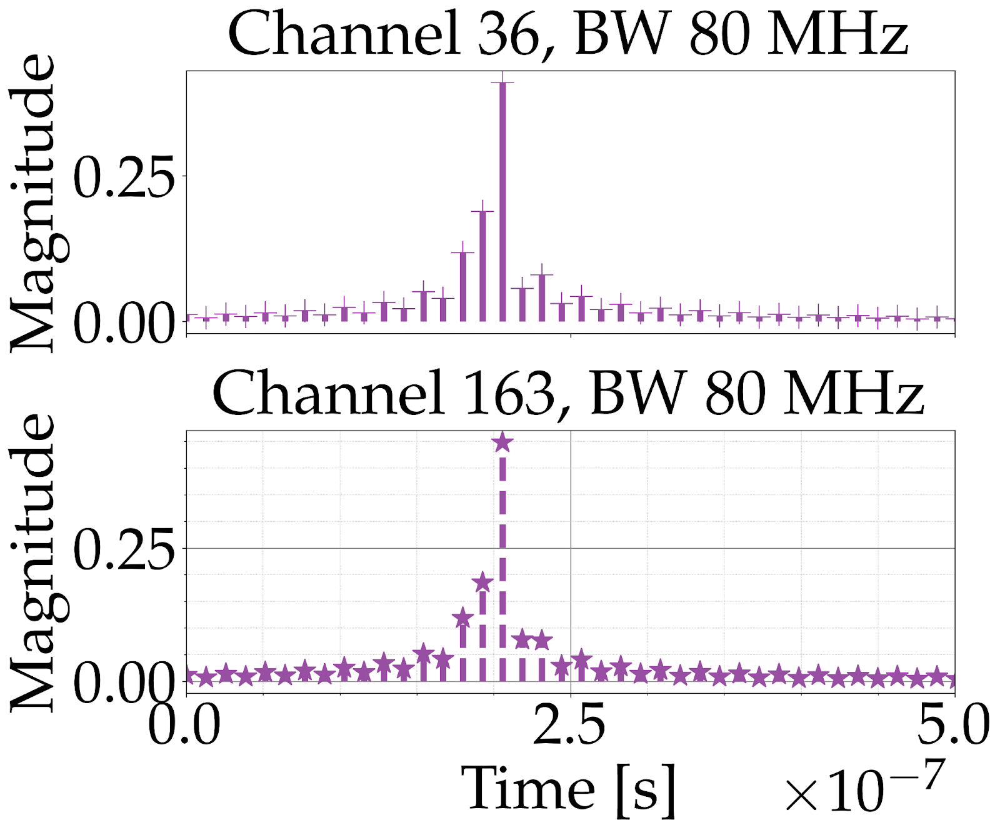 Channel 36, BW 80 MHz
Magnitude
0.25
0.00
Channel 163, BW 80 MHz
Magnitude
0.25
0.00
0.0 2.5 5.0
Time [s] ×10⁻⁷